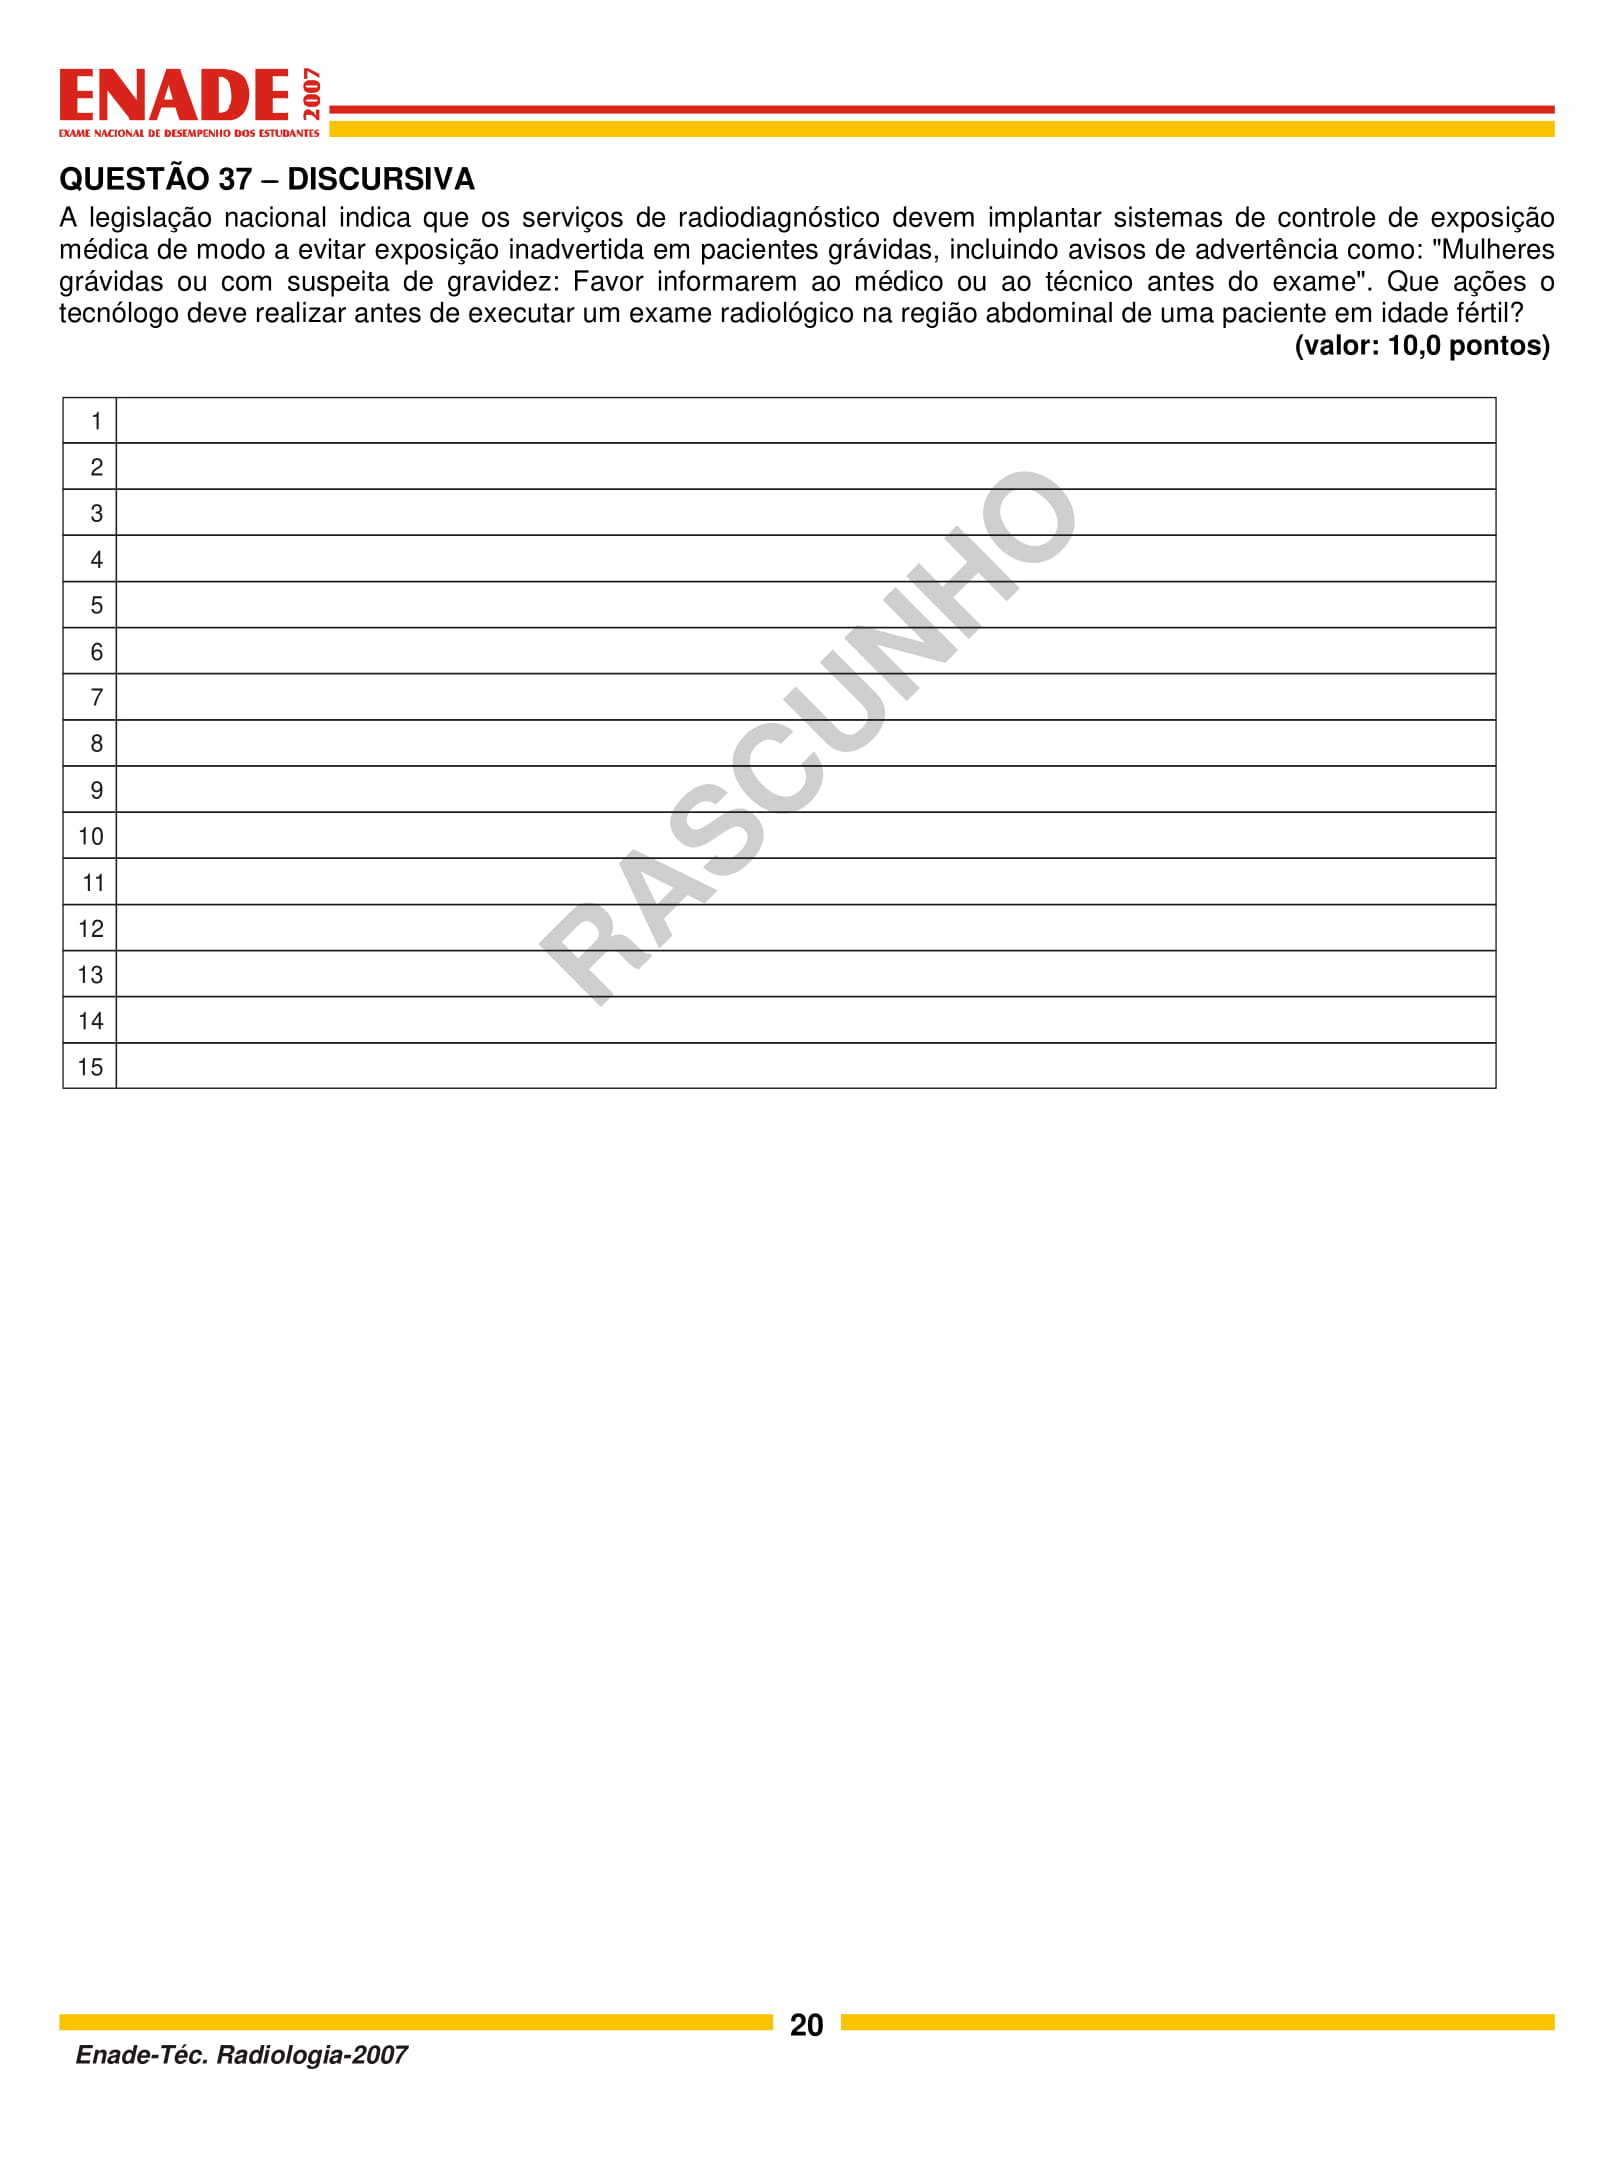 ENADE 2007
EXAME NACIONAL DE DESEMPENHO DOS ESTUDANTES
QUESTÃO 37 – DISCURSIVA
A legislação nacional indica que os serviços de radiodiagnóstico devem implantar sistemas de controle de exposição
médica de modo a evitar exposição inadvertida em pacientes grávidas, incluindo avisos de advertência como: "Mulheres
grávidas ou com suspeita de gravidez: Favor informarem ao médico ou ao técnico antes do exame". Que ações o
tecnólogo deve realizar antes de executar um exame radiológico na região abdominal de uma paciente em idade fértil?
(valor: 10,0 pontos)
1
2
3
4
5
6
7
8
9
10
11
12
13
14
15
RASCUNHO
20
Enade-Téc. Radiologia-2007